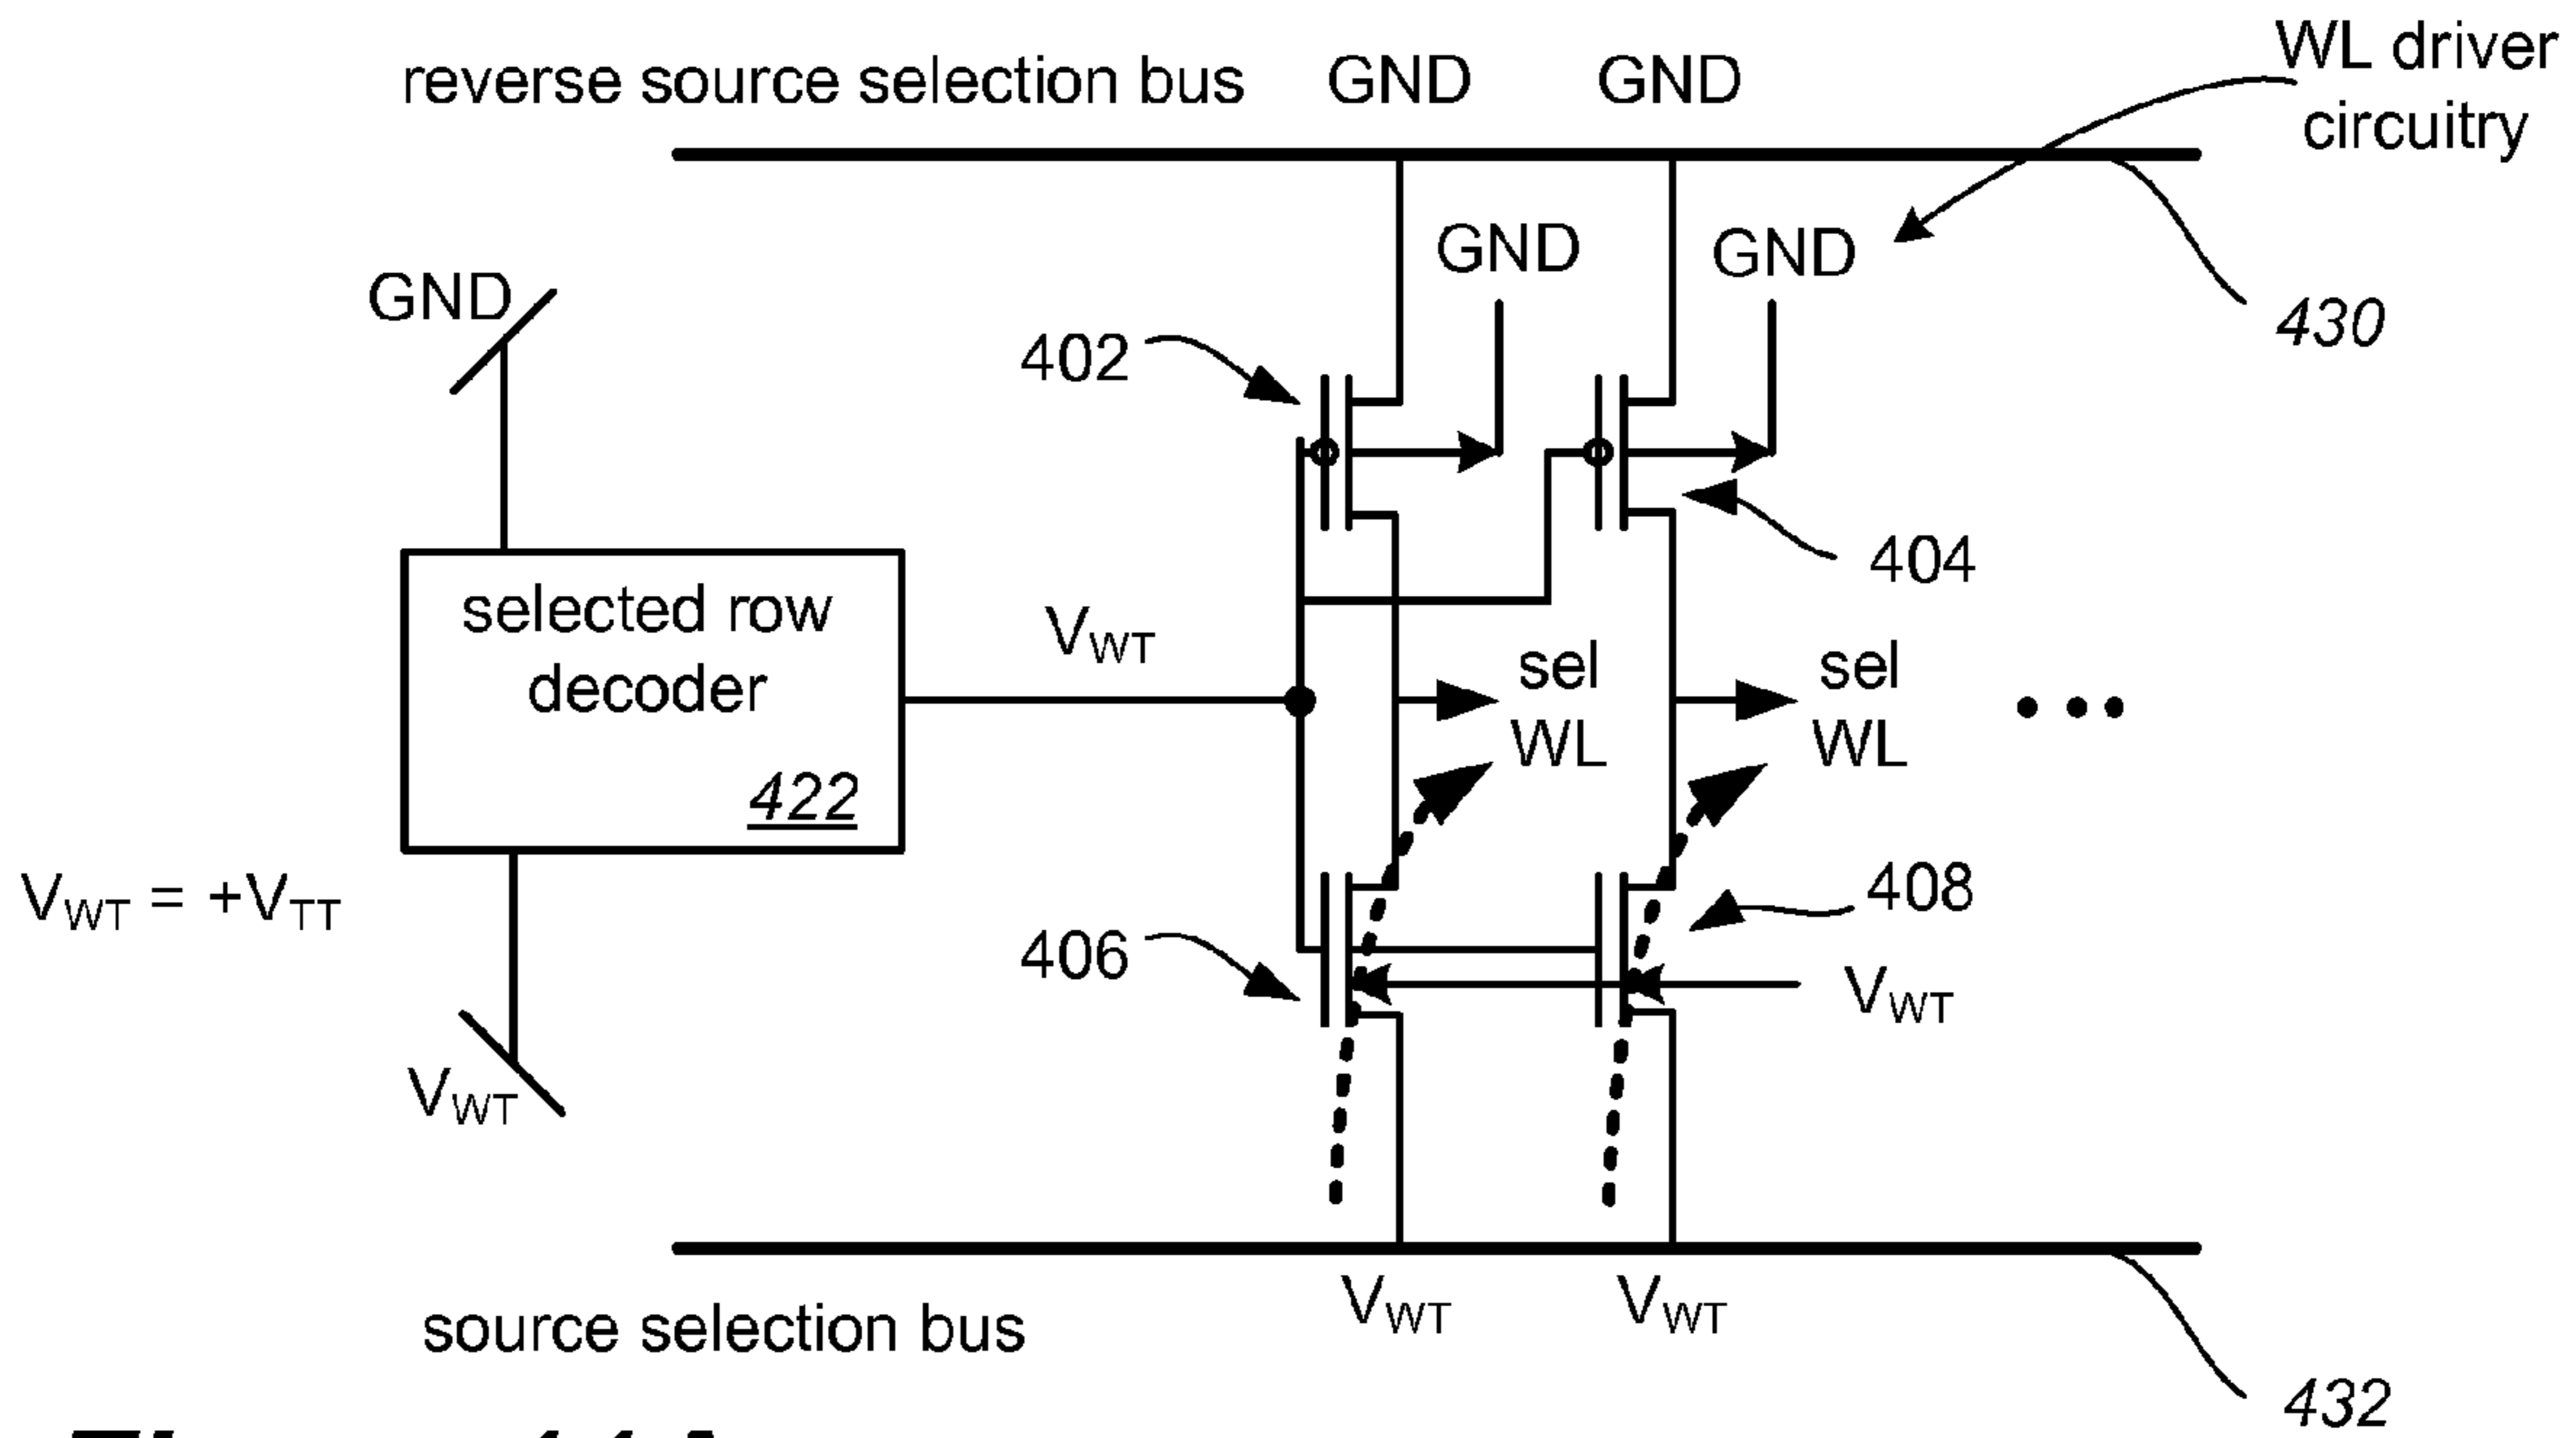 reverse source selection bus
GND
GND
WL driver
circuitry
GND
GND
GND
430
402
404
selected row
decoder
422
VWT
sel
WL
sel
WL
VWT = +VTT
408
406
VWT
VWT
VWT
VWT
source selection bus
432